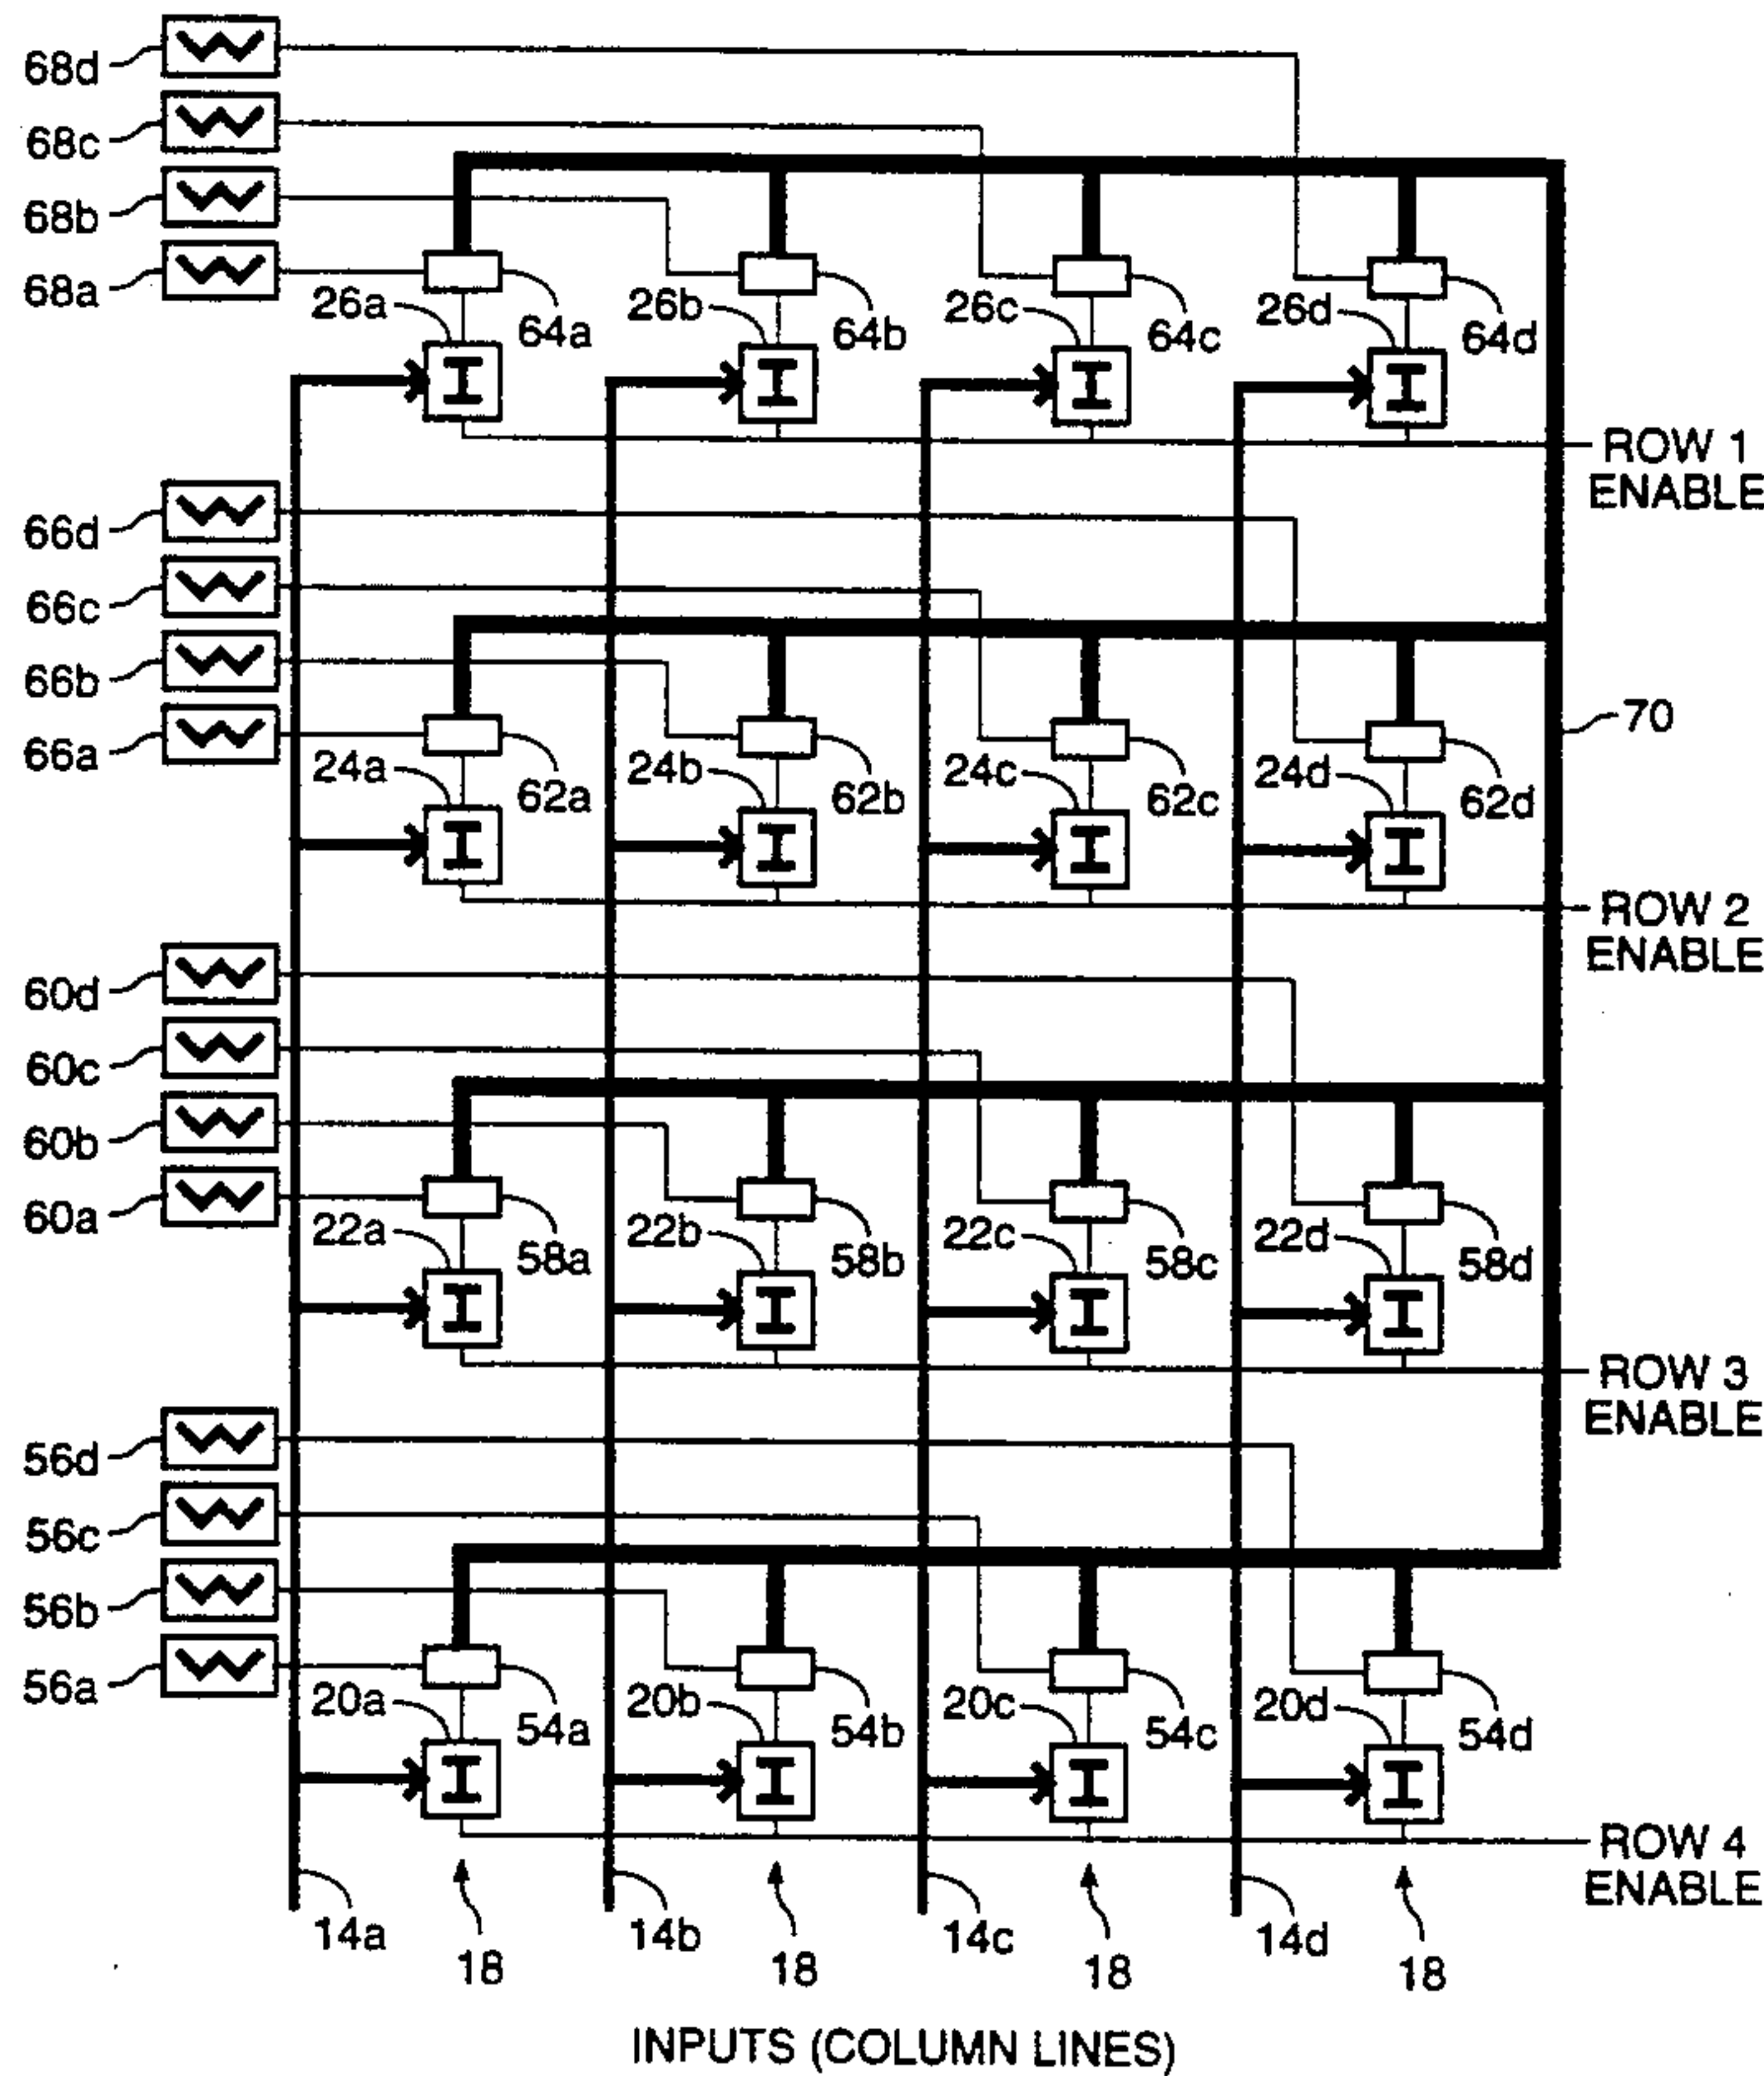 68d
68c
68b
68a
26a
64a
26b
64b
26c
64c
26d
64d
I
I
I
I
ROW 1
ENABLE
66d
66c
66b
66a
70
24a
62a
24b
62b
24c
62c
24d
62d
I
I
I
I
ROW 2
ENABLE
60d
60c
60b
60a
22a
58a
22b
58b
22c
58c
22d
58d
I
I
I
I
ROW 3
ENABLE
56d
56c
56b
56a
20a
54a
20b
54b
20c
54c
20d
54d
I
I
I
I
ROW 4
ENABLE
14a
18
14b
18
14c
18
14d
18
INPUTS (COLUMN LINES)